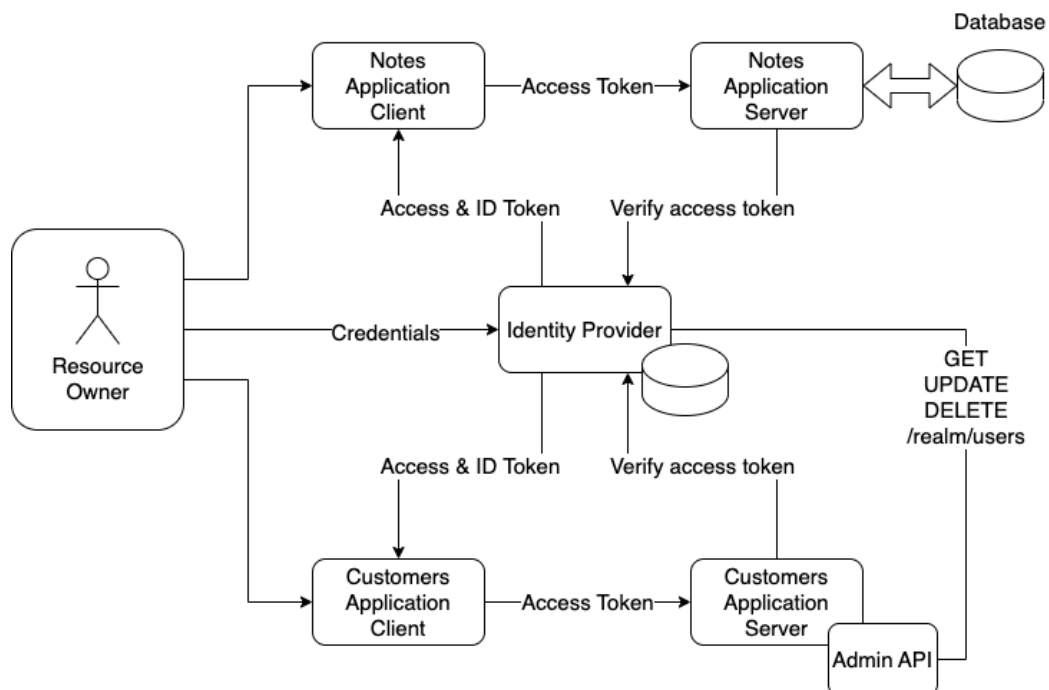 Database
Notes
Application
Client
Access Token
Notes
Application
Server
Access & ID Token
Verify access token
Resource
Owner
Credentials
Identity Provider
GET
UPDATE
DELETE
/realm/users
Access & ID Token
Verify access token
Customers
Application
Client
Access Token
Customers
Application
Server
Admin API